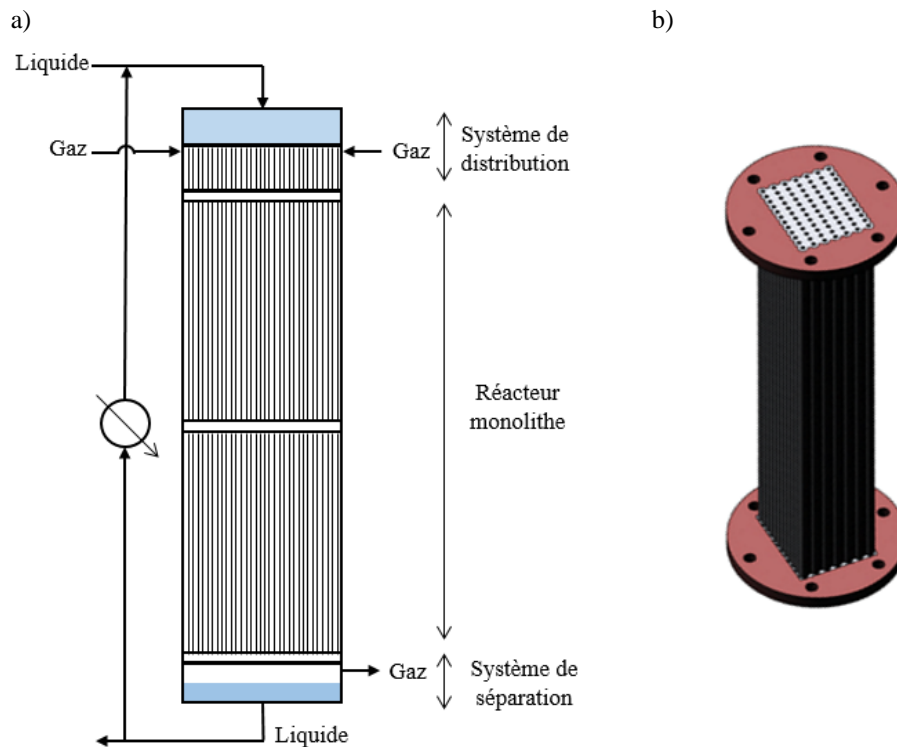 a)
b)
Liquide
Système de
distribution
Gaz
Gaz
Réacteur
monolithe
Gaz
Système de
séparation
Liquide